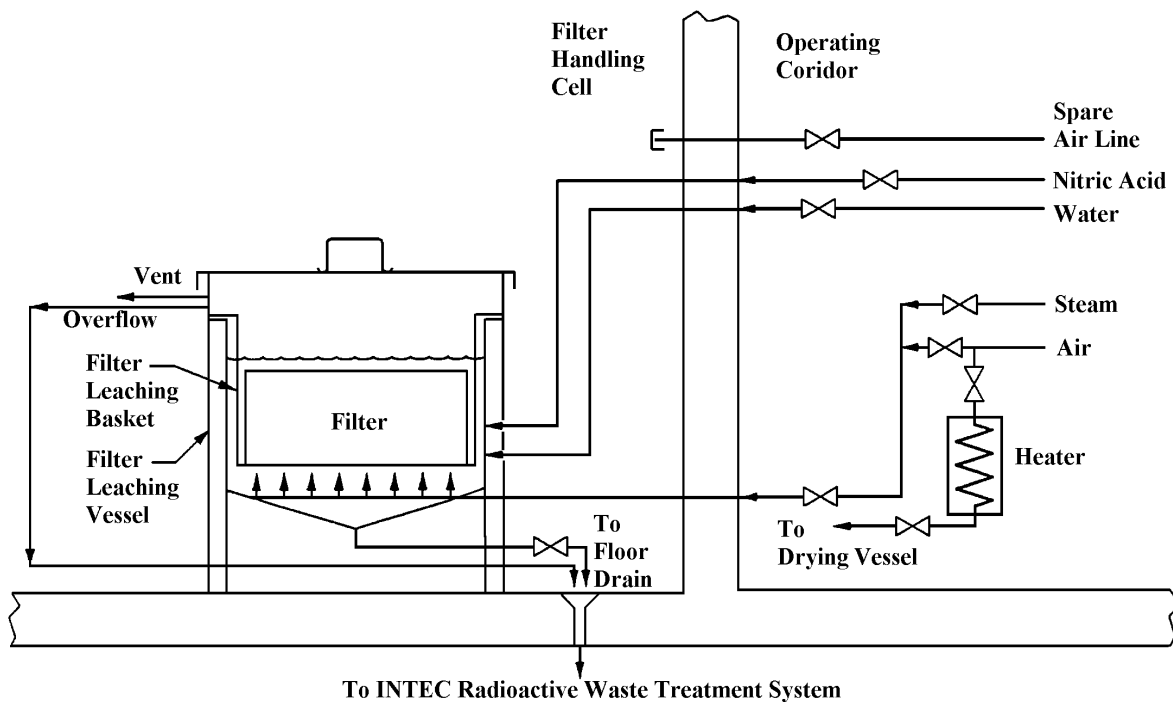 Filter
Handling
Cell
Operating
Coridor
Spare
Air Line
Nitric Acid
Water
Vent
Overflow
Steam
Air
Filter
Leaching
Basket
Filter
Filter
Leaching
Vessel
Heater
To
Floor
Drain
To
Drying Vessel
To INTEC Radioactive Waste Treatment System